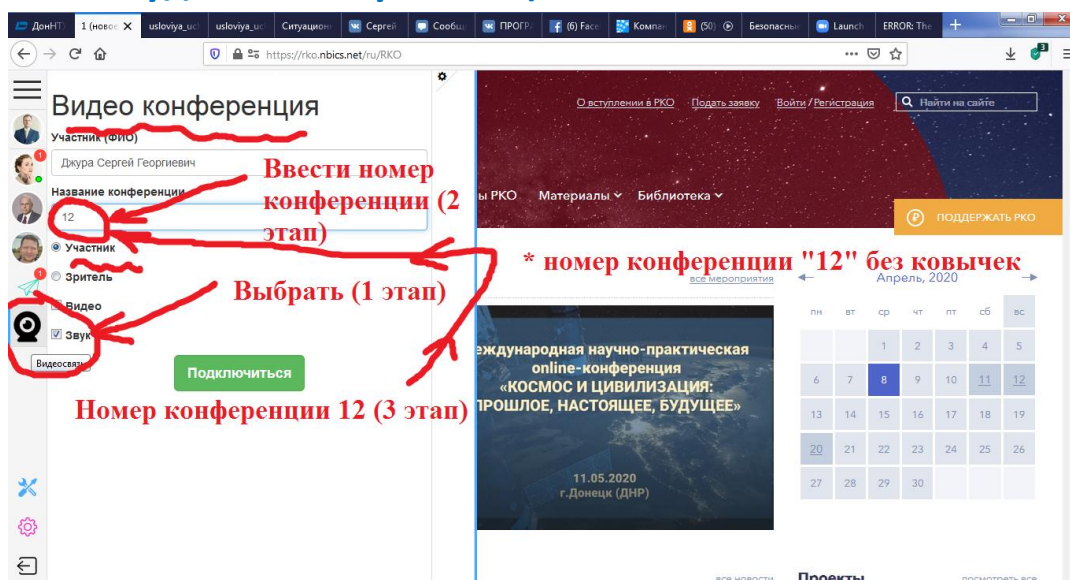 ДонНТ
1 (новое
usloviya_uc
usloviya_uc
Ситуацион
Сергей
Сообщ
ПРОГР
(6) Face
Компан
(50)
Безопасны
Launch
ERROR: The
https://rko.nbics.net/ru/RKO
3
Видео конференция
Участник (ФИО)
Джура Сергей Георгиевич
Название конференции
12
Участник
Зритель
Видео
Звук
Видеосвязь
Подключиться
Ввести номер
конференции (2
этап)
Выбрать (1 этап)
Номер конференции 12 (3 этап)
* номер конференции "12" без ковычек
О вступлении в РКО
Подать заявку
Войти / Регистрация
Найти на сайте
ы РКО
Материалы
Библиотека
ПОДДЕРЖАТЬ РКО
все мероприятия
Апрель, 2020
пн вт ср чт пт сб вс
1 2 3 4 5
6 7 8 9 10 11 12
13 14 15 16 17 18 19
20 21 22 23 24 25 26
27 28 29 30
еждународная научно-практическая
online-конференция
«КОСМОС И ЦИВИЛИЗАЦИЯ:
ПРОШЛОЕ, НАСТОЯЩЕЕ, БУДУЩЕЕ»
11.05.2020
г.Донецк (ДНР)
все новости
Проекты
посмотреть все